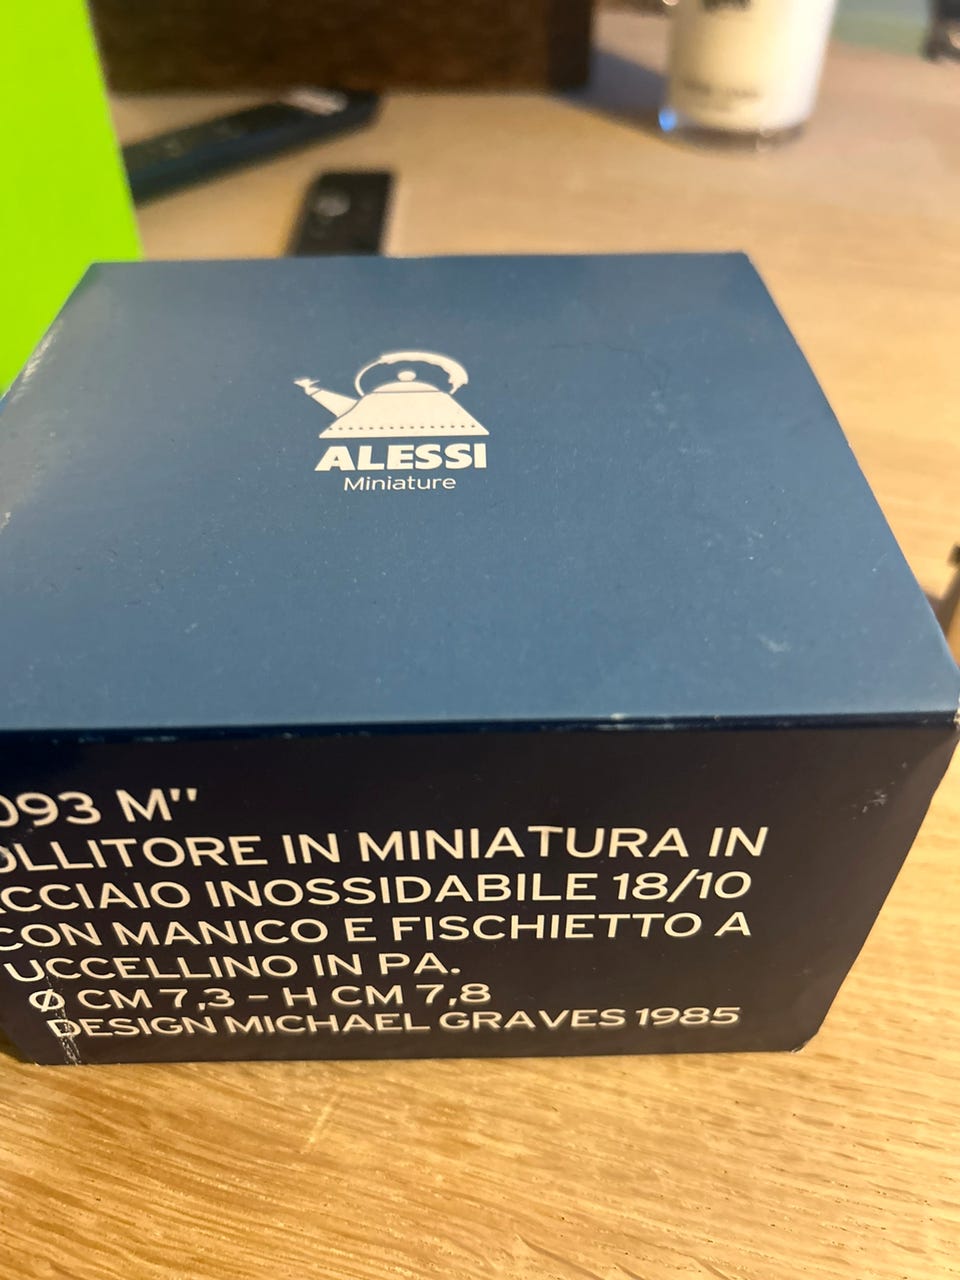 ALESSI
Miniature
093 M"
OLLITORE IN MINIATURA IN
ACCIAIO INOSSIDABILE 18/10
CON MANICO E FISCHIETTO A
UCCELLINO IN PA.
Ø CM 7,3 - H CM 7,8
DESIGN MICHAEL GRAVES 1985